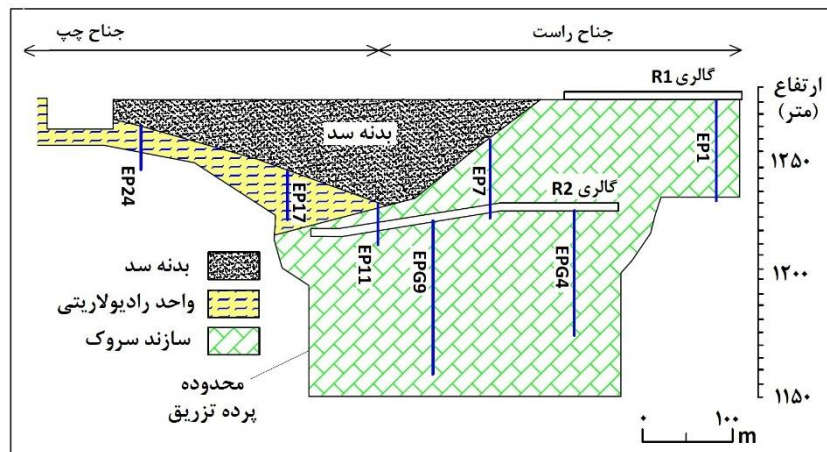 جناح چپ
جناح راست
گالری R1
ارتفاع
(متر)
بدنه سد
EP1
۱۲۵۰
EP24
EP17
EP7
گالری R2
EP11
EPG9
EPG4
۱۲۰۰
بدنه سد
واحد رادیولاریتی
سازند سروک
محدوده
پرده تزریق
۱۱۵۰
۰ ۱۰۰
m